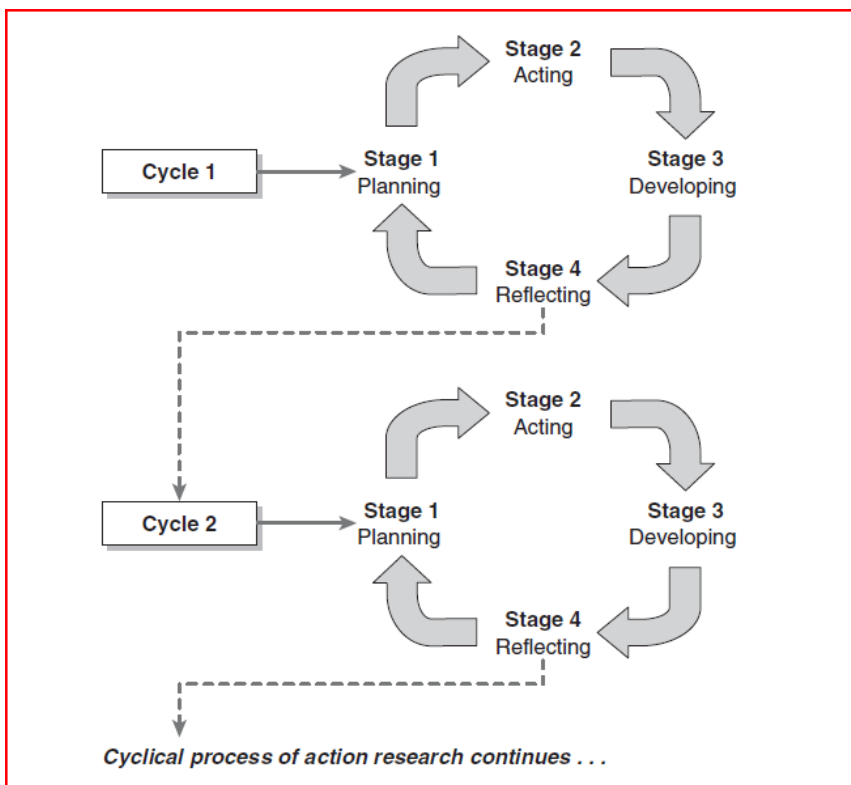 Stage 2
Acting
Cycle 1
Stage 1
Planning
Stage 3
Developing
Stage 4
Reflecting
Stage 2
Acting
Cycle 2
Stage 1
Planning
Stage 3
Developing
Stage 4
Reflecting
Cyclical process of action research continues . . .